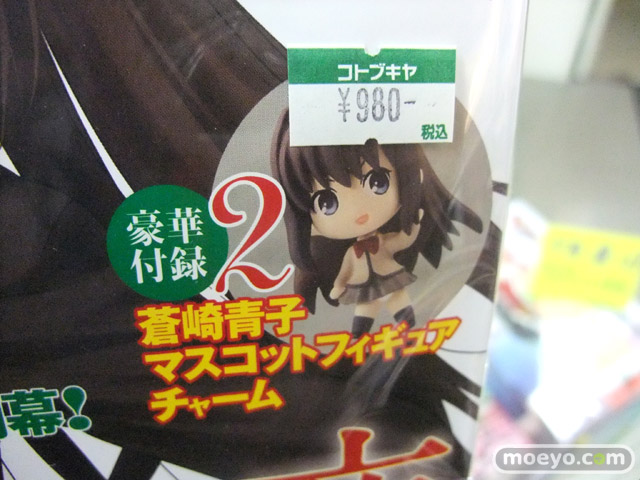 コトブキヤ
¥980-
税込
豪華
付録
2
蒼崎青子
マスコットフィギュア
チャーム
幕!
moeyo.com